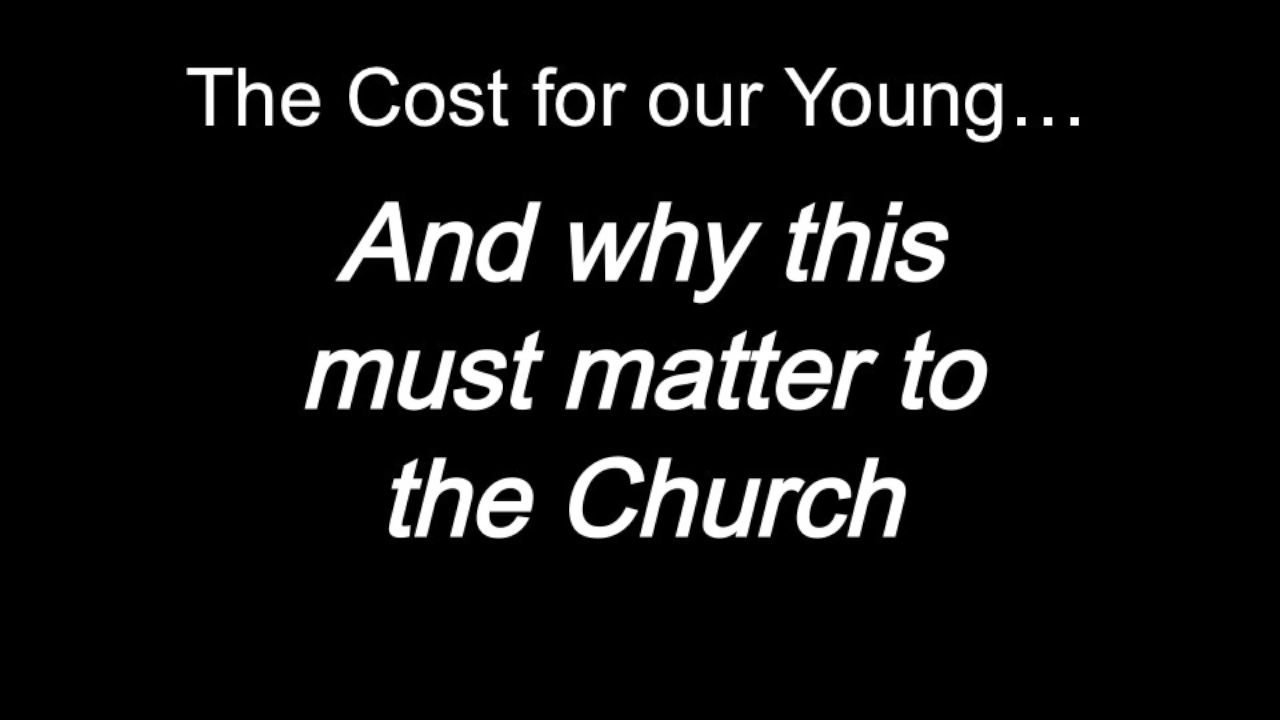 The Cost for our Young…
And why this
must matter to
the Church